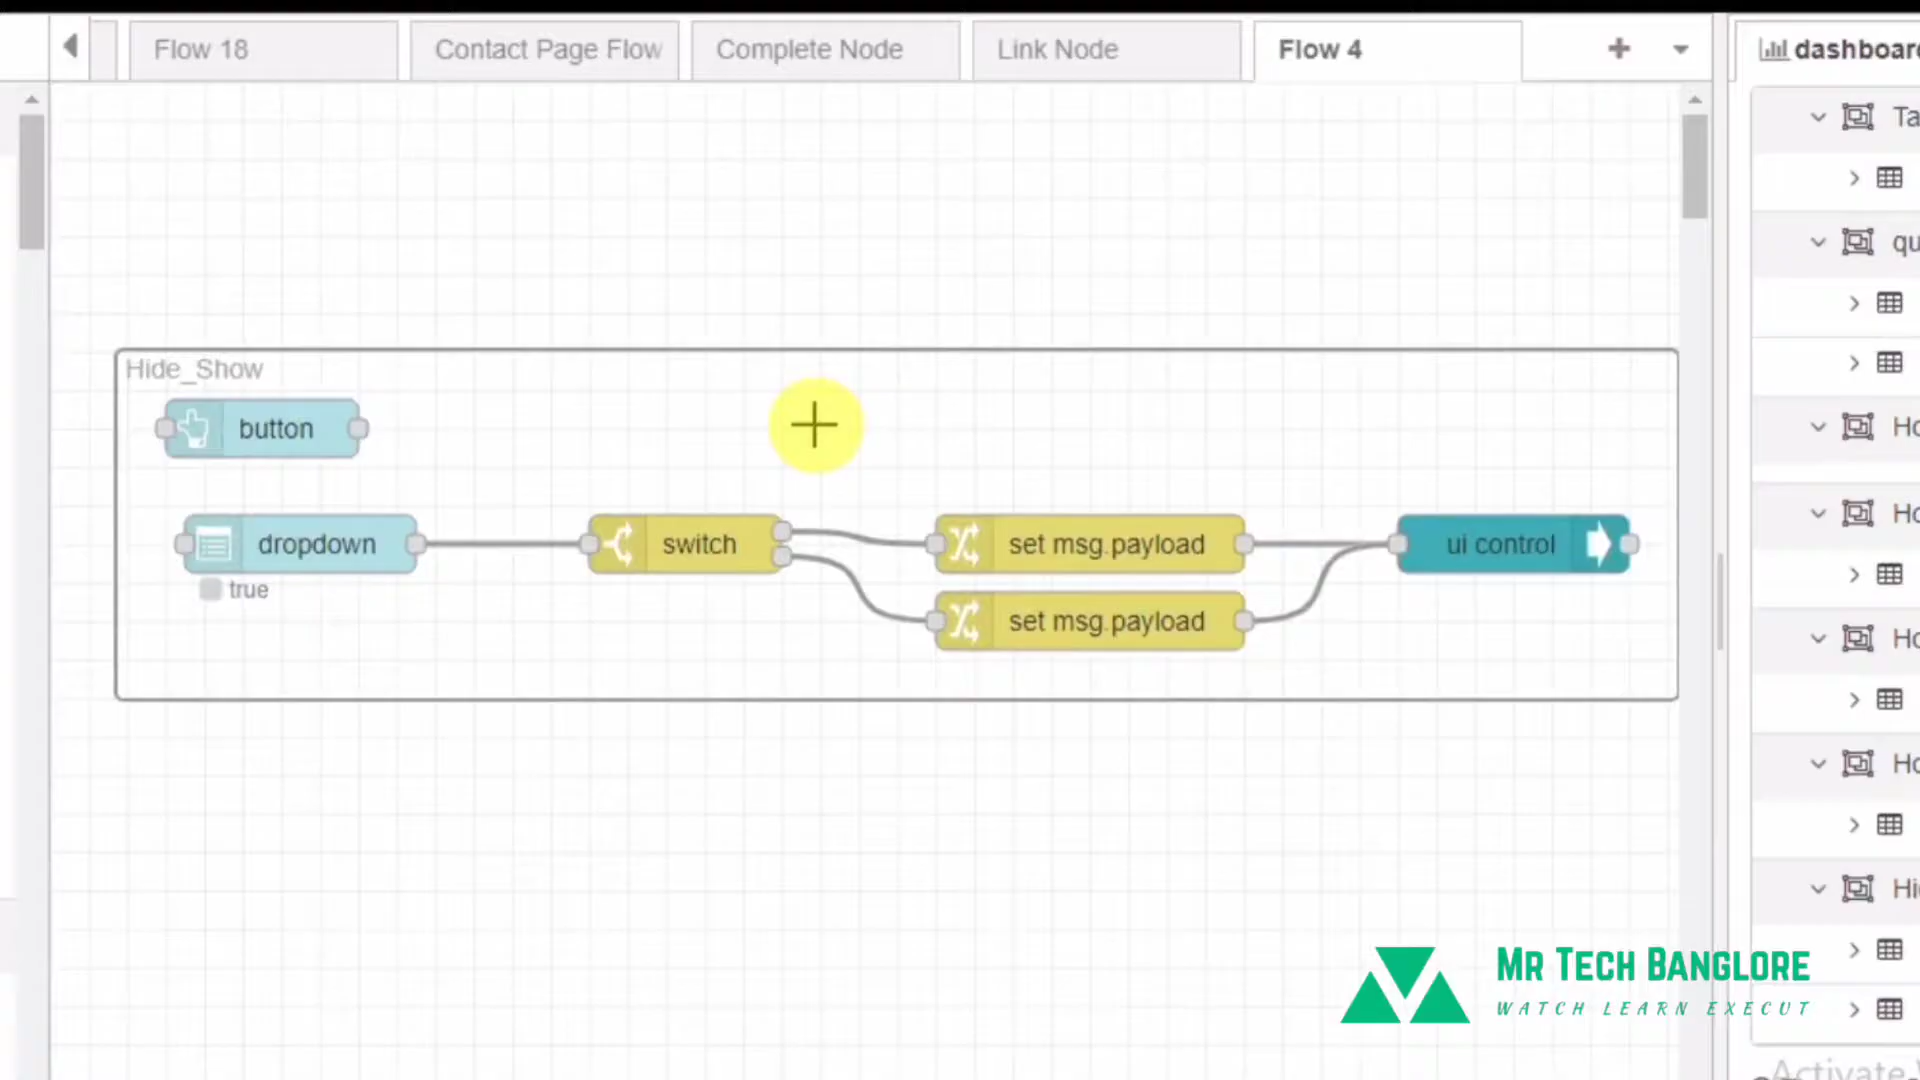 Flow 18
Contact Page Flow
Complete Node
Link Node
Flow 4
dashboar
Ta
qu
Ho
Ho
Ho
Ho
Hi
Hide_Show
button
dropdown
true
switch
set msg.payload
set msg.payload
ui control
MR TECH BANGLORE
WATCH LEARN EXECUT
Activate